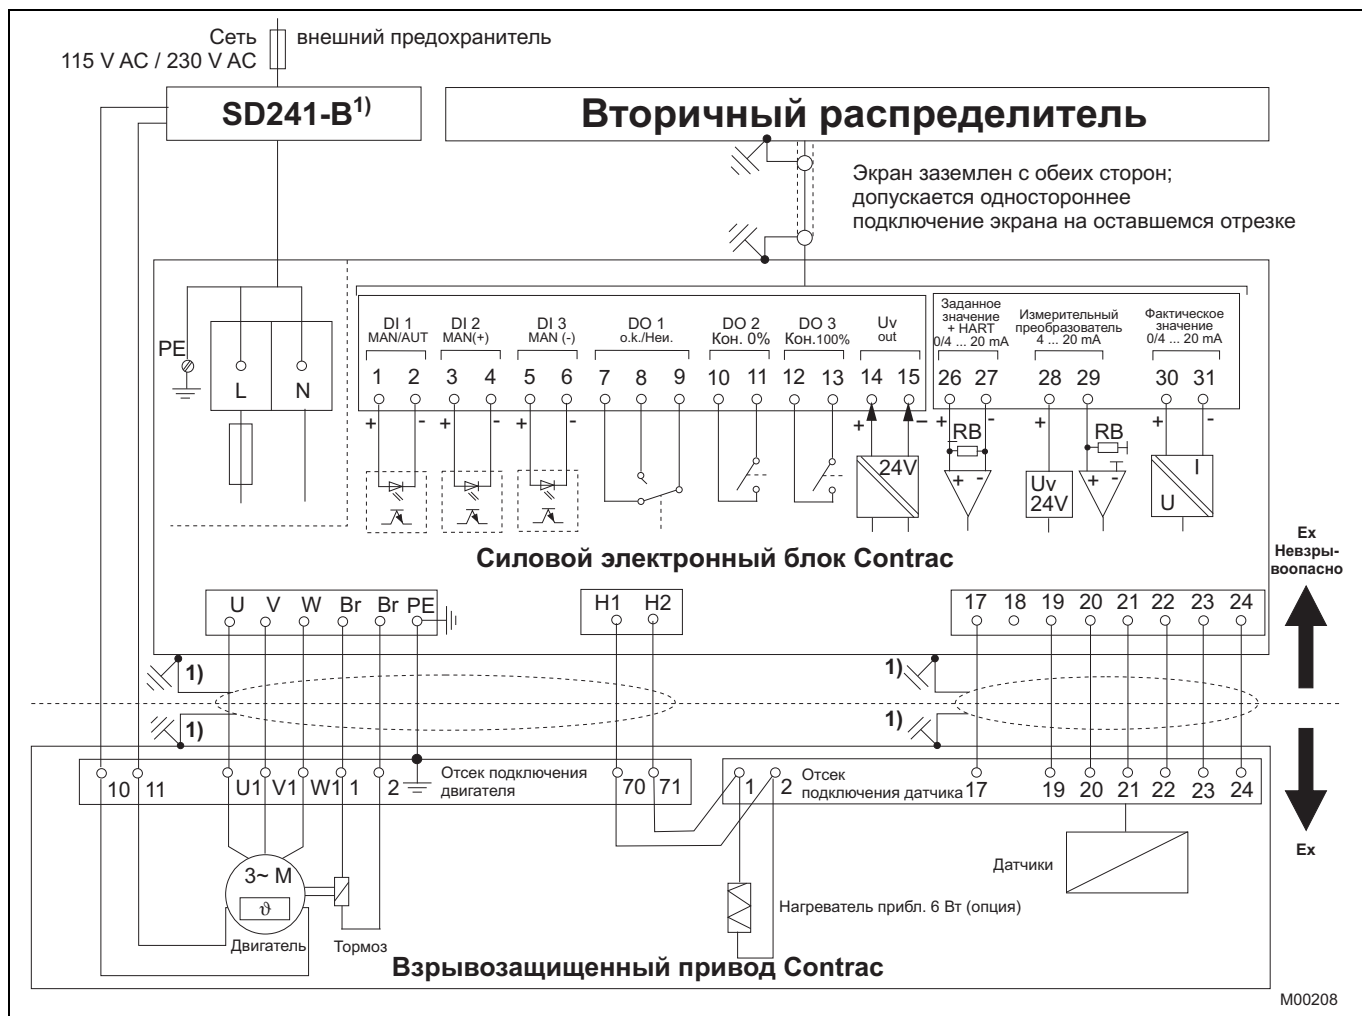 Сеть
внешний предохранитель
115 V AC / 230 V AC
SD241-B1)
Вторичный распределитель
Экран заземлен с обеих сторон;
допускается одностороннее
подключение экрана на оставшемся отрезке
PE
L N
DI 1
MAN/AUT
DI 2
MAN(+)
DI 3
MAN (-)
DO 1
o.k./Неи.
DO 2
Кон. 0%
DO 3
Кон.100%
Uv
out
Заданное
значение
+ HART
0/4 ... 20 mA
Измерительный
преобразователь
4 ... 20 mA
Фактическое
значение
0/4 ... 20 mA
1 2 3 4 5 6 7 8 9 10 11 12 13 14 15 26 27 28 29 30 31
+ - + - + - + – + - + + -
RB RB
24V
+ -
Uv
24V
+ -
I
U
Силовой электронный блок Contrac
Ex
Невзры-
воопасно
U V W Br Br PE
H1 H2
17 18 19 20 21 22 23 24
1) 1)
1) 1)
10 11 U1 V1 W1 1 2
Отсек подключения
двигателя
70 71
1 2
Отсек
подключения датчика
17 19 20 21 22 23 24
Ex
3~ M
ϑ
Двигатель
Тормоз
Нагреватель прибл. 6 Вт (опция)
Датчики
Взрывозащищенный привод Contrac
M00208